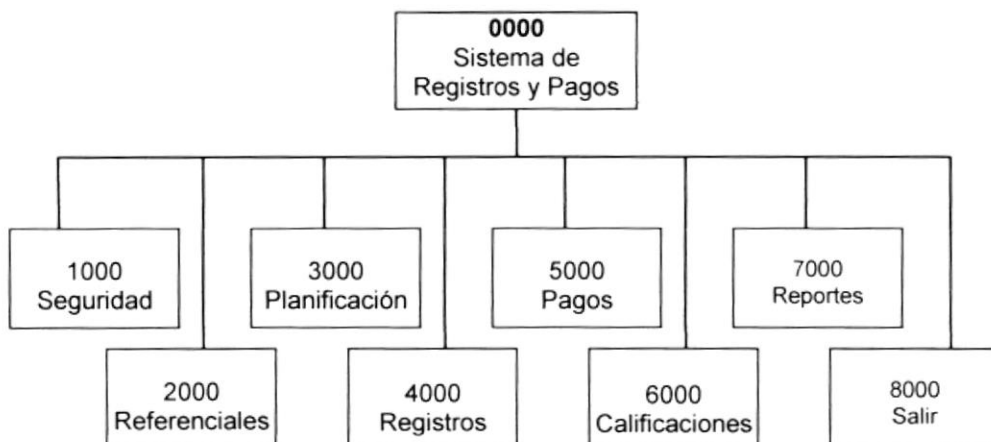 0000
Sistema de
Registros y Pagos
1000
Seguridad
3000
Planificación
5000
Pagos
7000
Reportes
2000
Referenciales
4000
Registros
6000
Calificaciones
8000
Salir